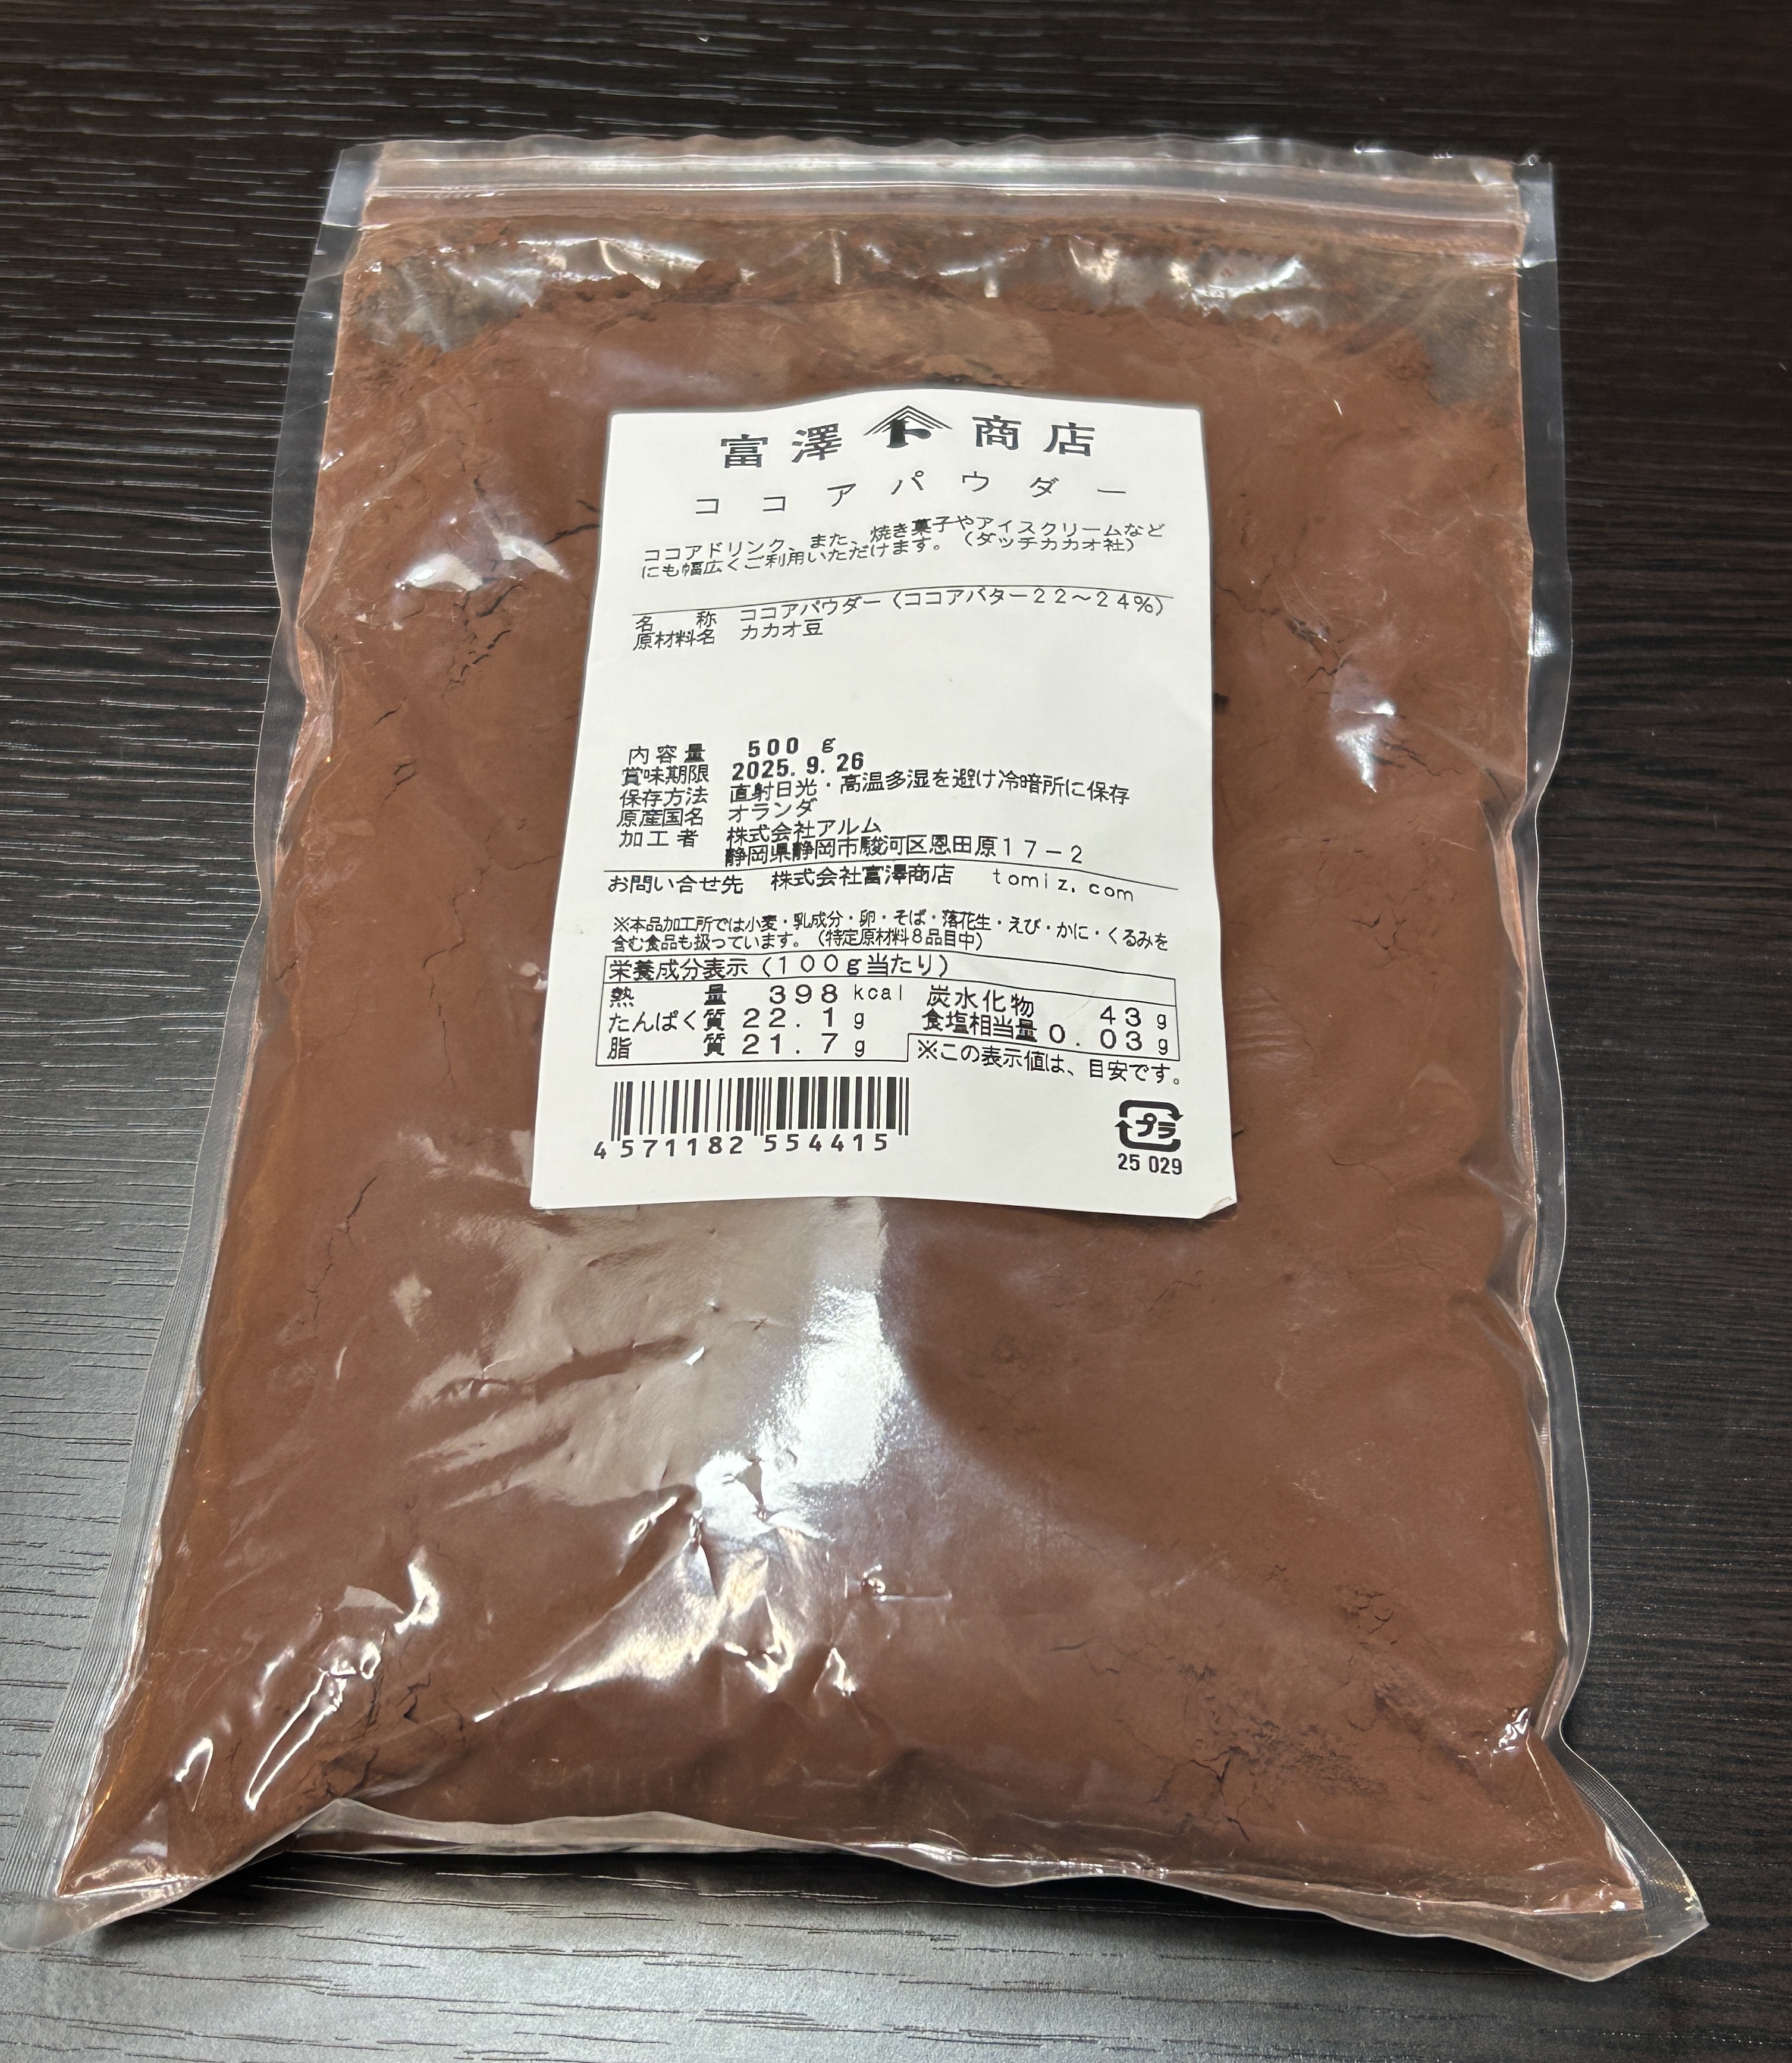 富澤 ト 商店
ココアパウダー
ココアドリンク、また、焼き菓子やアイスクリームなど
にも幅広くご利用いただけます。（ダッチカカオ社）
名称 ココアパウダー（ココアバター２２～２４％）
原材料名 カカオ豆
内容量 500 g
賞味期限 2025. 9. 26
保存方法 直射日光・高温多湿を避け冷暗所に保存
原産国名 オランダ
加工者 株式会社アルム
静岡県静岡市駿河区恩田原１７－２
お問い合せ先 株式会社富澤商店 tomiz.com
※本品加工所では小麦・乳成分・卵・そば・落花生・えび・かに・くるみを
含む食品も扱っています。（特定原材料８品目中）
栄養成分表示（１００ｇ当たり）
熱量 398 kcal 炭水化物 43 g
たんぱく質 22.1 g 食塩相当量 0.03 g
脂質 21.7 g ※この表示値は、目安です。
4 571182 554415
プラ
25 029